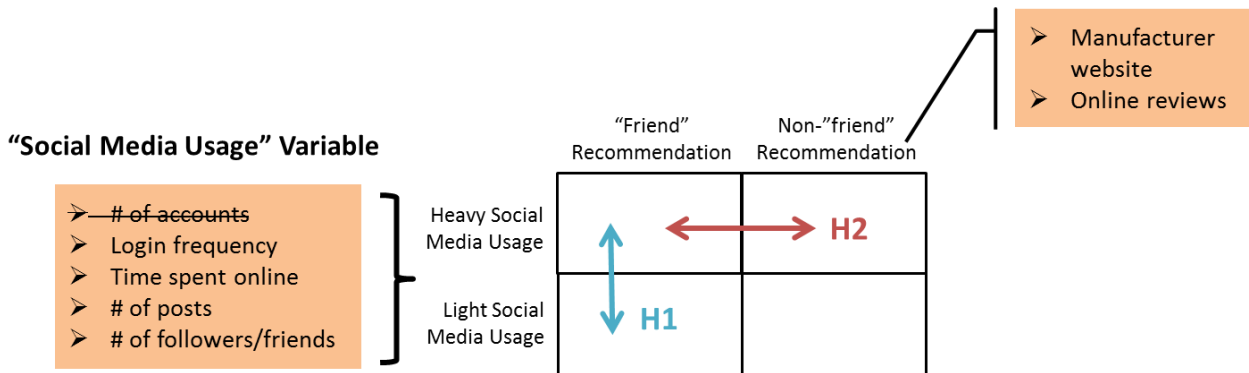 Manufacturer
website
Online reviews
“Social Media Usage” Variable
# of accounts
Login frequency
Time spent online
# of posts
# of followers/friends
“Friend”
Recommendation
Non-”friend”
Recommendation
Heavy Social
Media Usage
H2
Light Social
Media Usage
H1